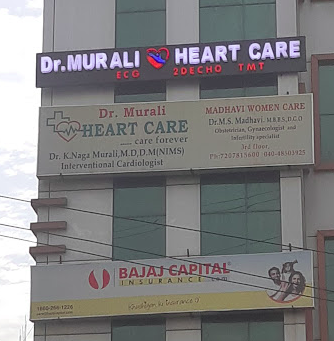 Dr.MURALI HEART CARE
ECG 2DECHO TMT
Dr. Murali
HEART CARE
..... care forever
Dr. K.Naga Murali,M.D,D.M(NIMS)
Interventional Cardiologist
MADHAVI WOMEN CARE
Dr.M.S. Madhavi, M.B.B.S,D.G.O
Obstetrician, Gynaecologist and
Infertility specialist
3rd floor,
BAJAJ CAPITAL
INSURANCE.com